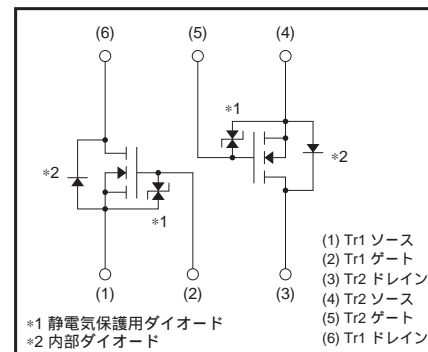 (6) (5) (4)
*1
*2
*2
*1
(1) (2) (3)
(1) Tr1 ソース
(2) Tr1 ゲート
(3) Tr2 ドレイン
(4) Tr2 ソース
(5) Tr2 ゲート
(6) Tr1 ドレイン
*1 静電気保護用ダイオード
*2 内部ダイオード